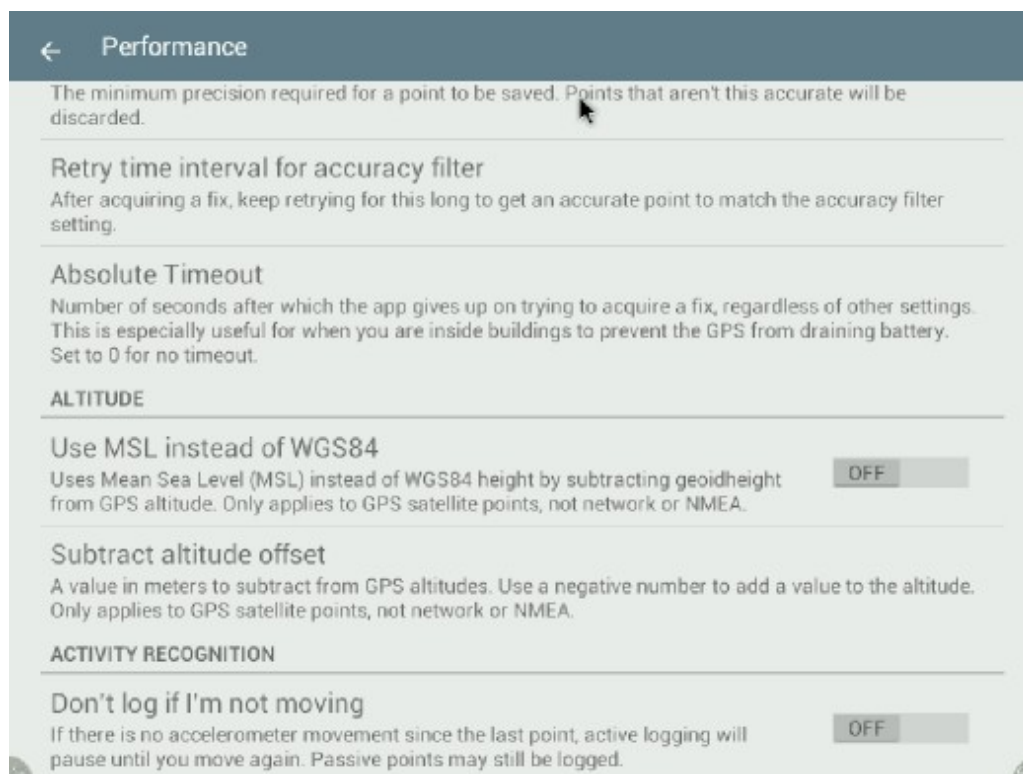 Performance
The minimum precision required for a point to be saved. Points that aren't this accurate will be
discarded.
Retry time interval for accuracy filter
After acquiring a fix, keep retrying for this long to get an accurate point to match the accuracy filter
setting.
Absolute Timeout
Number of seconds after which the app gives up on trying to acquire a fix, regardless of other settings.
This is especially useful for when you are inside buildings to prevent the GPS from draining battery.
Set to 0 for no timeout.
ALTITUDE
Use MSL instead of WGS84
Uses Mean Sea Level (MSL) instead of WGS84 height by subtracting geoidheight
from GPS altitude. Only applies to GPS satellite points, not network or NMEA.
OFF
Subtract altitude offset
A value in meters to subtract from GPS altitudes. Use a negative number to add a value to the altitude.
Only applies to GPS satellite points, not network or NMEA.
ACTIVITY RECOGNITION
Don't log if I'm not moving
If there is no accelerometer movement since the last point, active logging will
pause until you move again. Passive points may still be logged.
OFF